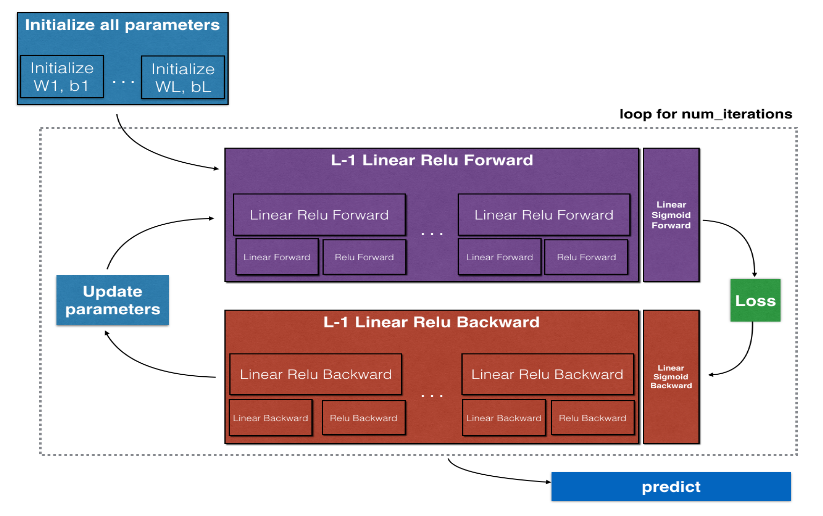 Initialize all parameters
Initialize
W1, b1
...
Initialize
WL, bL
loop for num_iterations
L-1 Linear Relu Forward
Linear Relu Forward
...
Linear Relu Forward
Linear Forward
Relu Forward
Linear Forward
Relu Forward
Linear
Sigmoid
Forward
Update
parameters
Loss
L-1 Linear Relu Backward
Linear Relu Backward
...
Linear Relu Backward
Linear Backward
Relu Backward
Linear Backward
Relu Backward
Linear
Sigmoid
Backward
predict